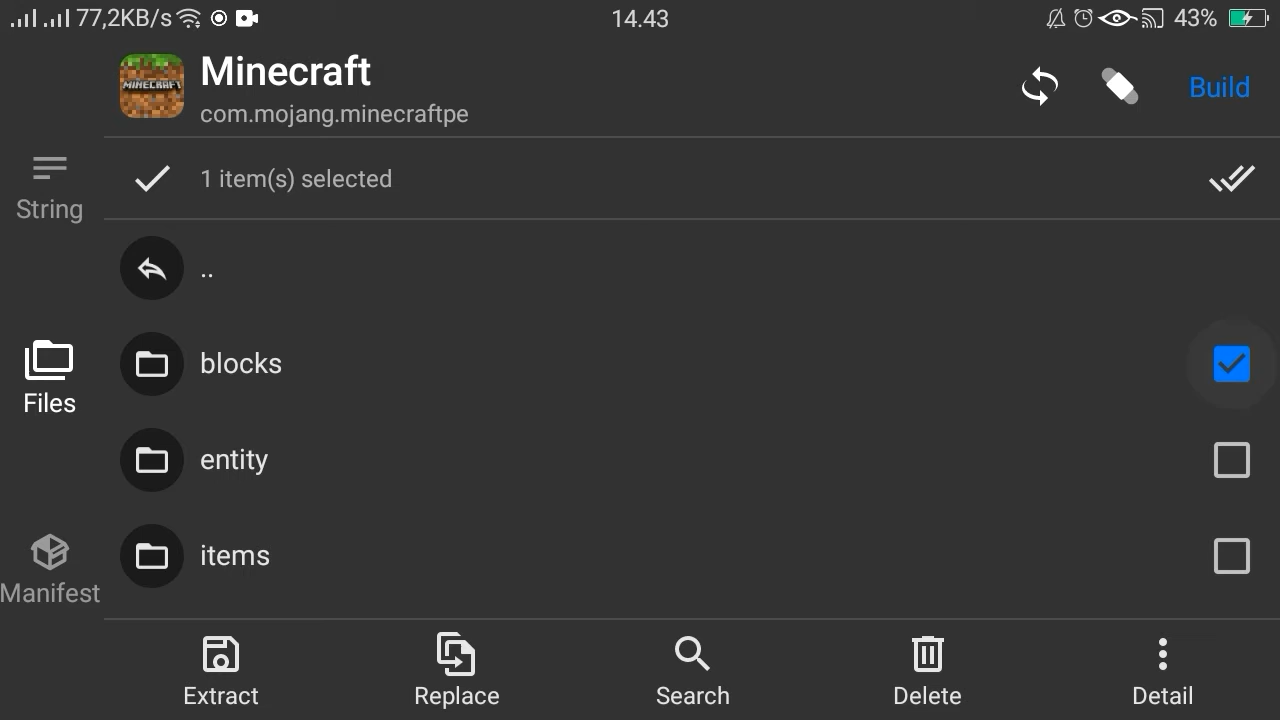 77,2KB/s 14.43 43%
MINECRAFT
Minecraft
com.mojang.minecraftpe
Build
1 item(s) selected
String
..
blocks
Files
entity
items
Manifest
Extract Replace Search Delete Detail